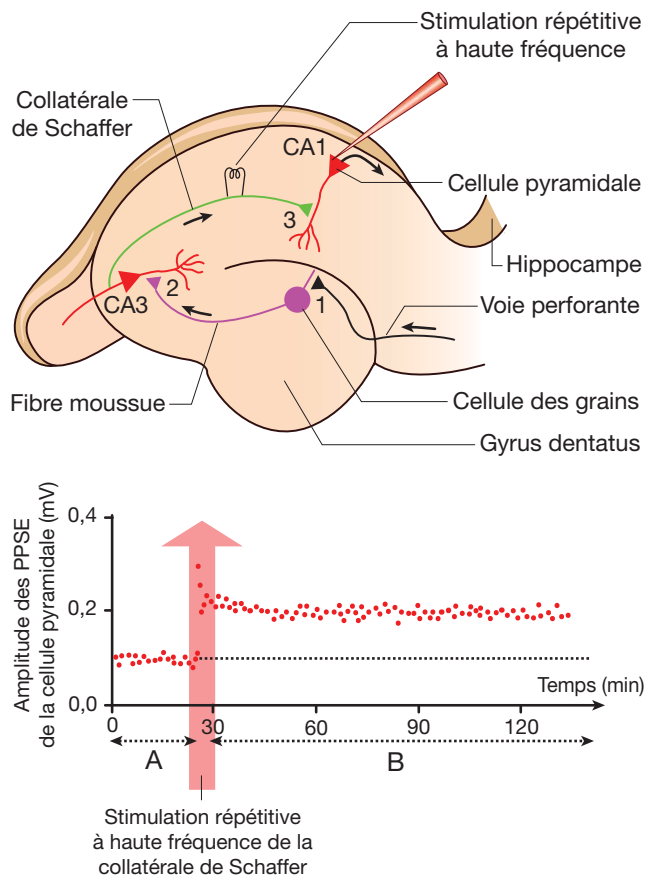 Stimulation répétitive
à haute fréquence
Collatérale
de Schaffer
CA1
Cellule pyramidale
3
Hippocampe
CA3
2
1
Voie perforante
Fibre moussue
Cellule des grains
Gyrus dentatus
Amplitude des PPSE
de la cellule pyramidale (mV)
0,4
0,2
0,0
Temps (min)
0
30
60
90
120
A
B
Stimulation répétitive
à haute fréquence de la
collatérale de Schaffer